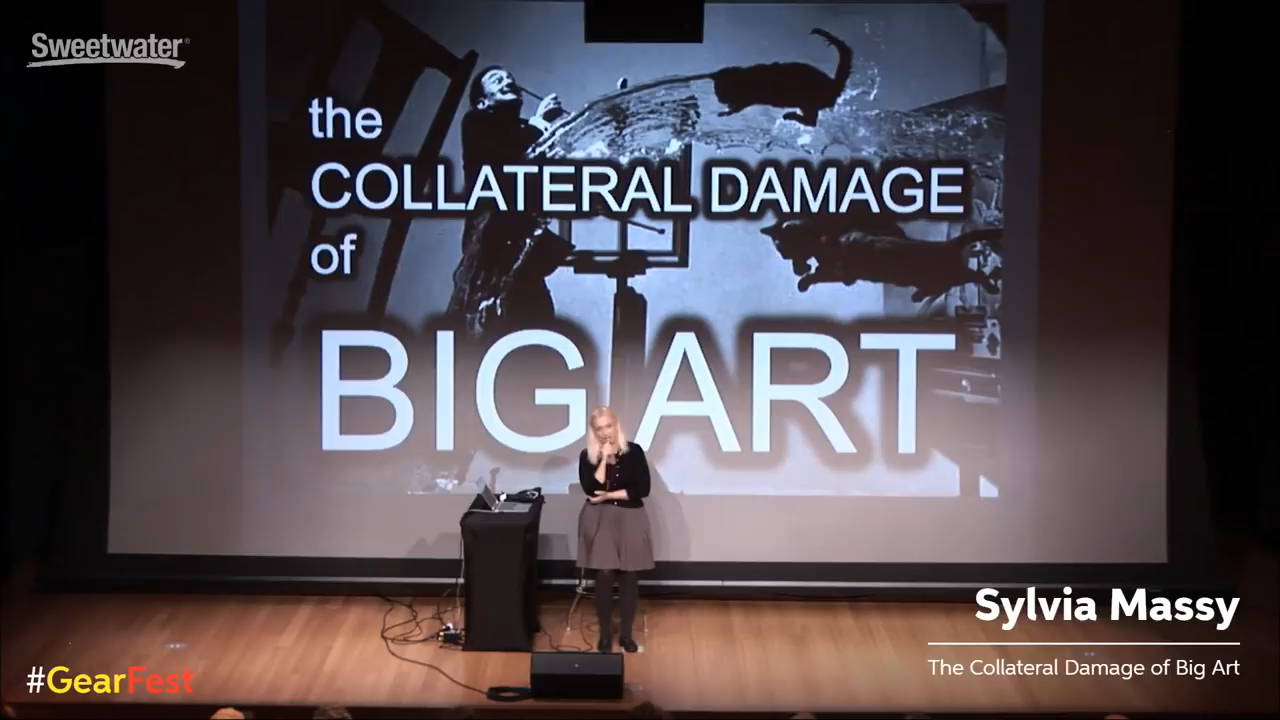 Sweetwater®
the
COLLATERAL DAMAGE
of
BIG ART
Sylvia Massy
The Collateral Damage of Big Art
#GearFest